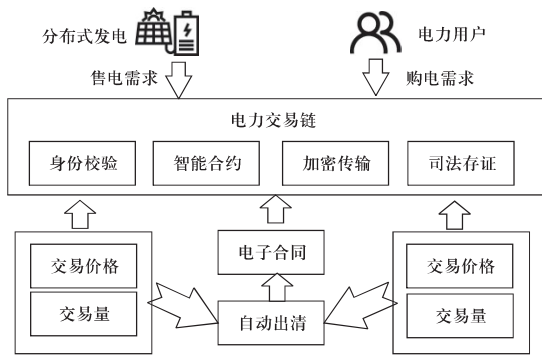 分布式发电
电力用户
售电需求
购电需求
电力交易链
身份校验
智能合约
加密传输
司法存证
交易价格
交易量
电子合同
自动出清
交易价格
交易量